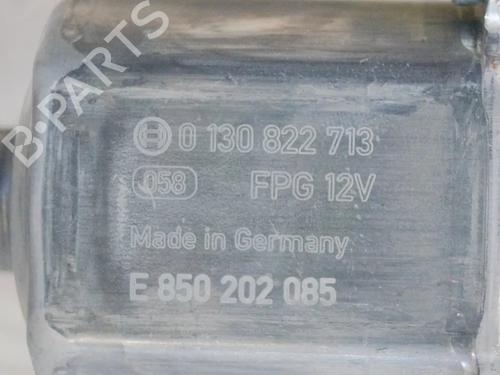 B-PARTS
0 130 822 713
058 FPG 12V
Made in Germany
E 850 202 085